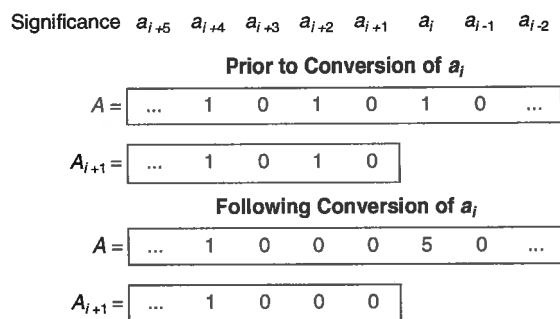 Significance a_{i+5} a_{i+4} a_{i+3} a_{i+2} a_{i+1} a_i a_{i-1} a_{i-2}
Prior to Conversion of a_i
A = ... 1 0 1 0 1 0 ...
A_{i+1} = ... 1 0 1 0
Following Conversion of a_i
A = ... 1 0 0 0 5 0 ...
A_{i+1} = ... 1 0 0 0